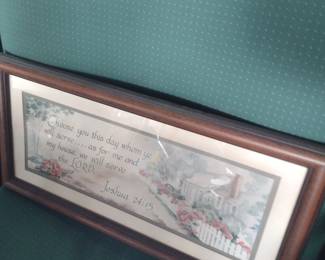 Choose you this day whom ye
will serve....as for me and
my house, we will serve
the LORD.
Joshua 24:15